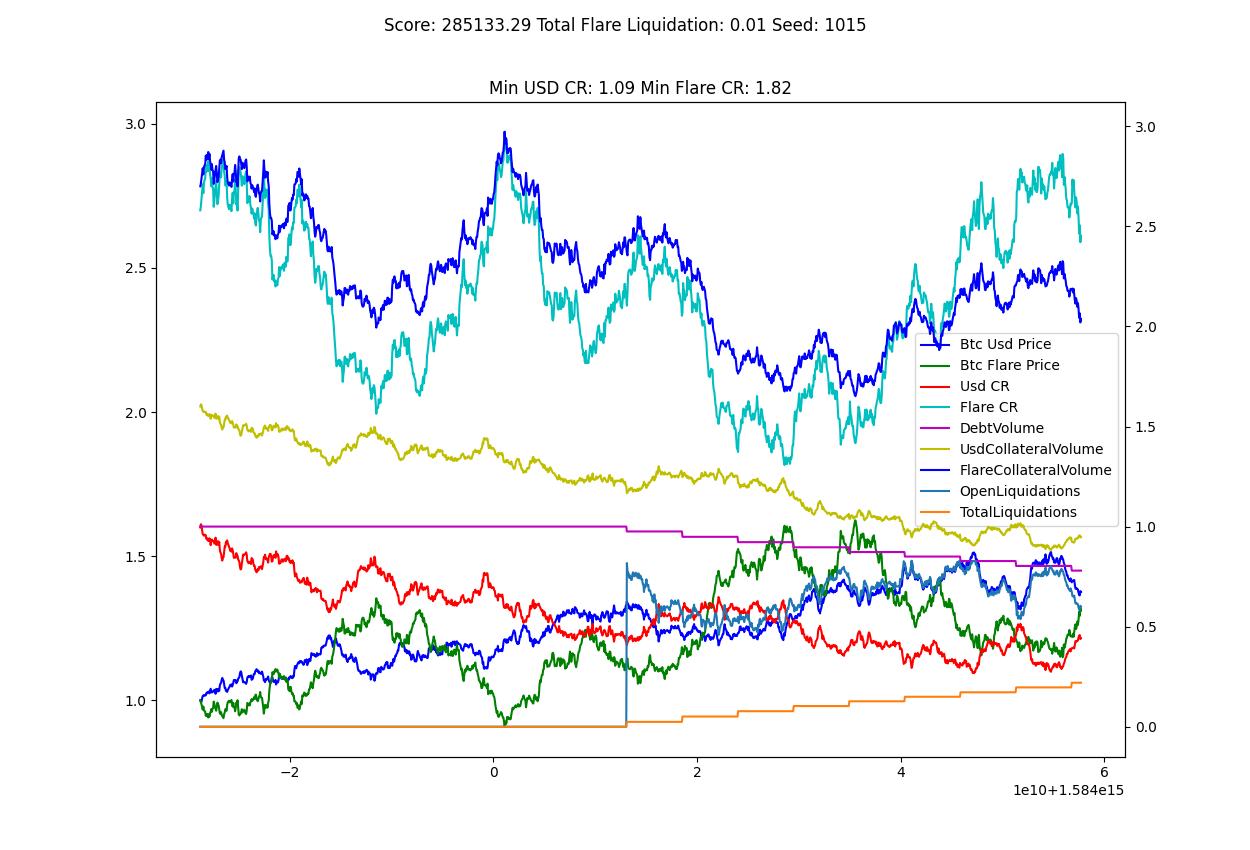 Score: 285133.29 Total Flare Liquidation: 0.01 Seed: 1015
Min USD CR: 1.09 Min Flare CR: 1.82
3.0
2.5
2.0
1.5
1.0
3.0
2.5
2.0
1.5
1.0
0.5
0.0
Btc Usd Price
Btc Flare Price
Usd CR
Flare CR
DebtVolume
UsdCollateralVolume
FlareCollateralVolume
OpenLiquidations
TotalLiquidations
−2 0 2 4 6
1e10+1.584e15